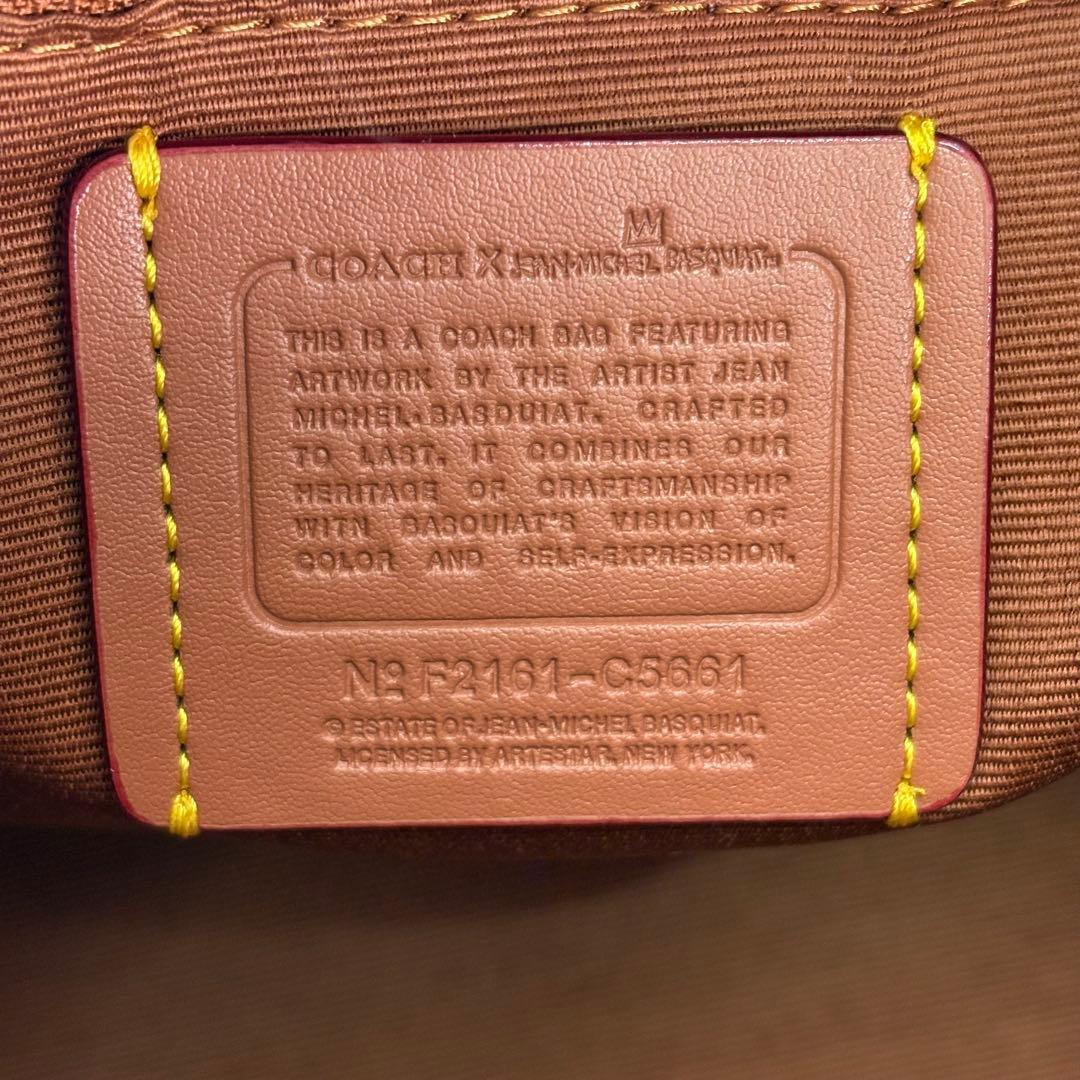 COACH X JEAN-MICHEL BASQUIAT
THIS IS A COACH BAG FEATURING
ARTWORK BY THE ARTIST JEAN
MICHEL-BASQUIAT. CRAFTED
TO LAST, IT COMBINES OUR
HERITAGE OF CRAFTSMANSHIP
WITH BASQUIAT'S VISION OF
COLOR AND SELF-EXPRESSION.
Nº F2161-C5661
© ESTATE OF JEAN-MICHEL BASQUIAT.
LICENSED BY ARTESTAR, NEW YORK.